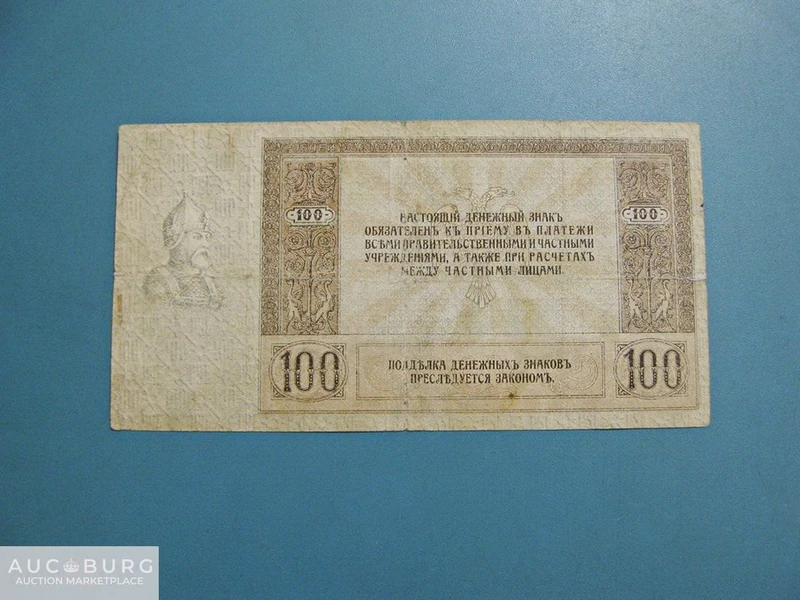 НАСТОЯЩІЙ ДЕНЕЖНЫЙ ЗНАКЪ
ОБЯЗАТЕЛЕНЪ КЪ ПРІЕМУ ВЪ ПЛАТЕЖИ
ВСѢМИ ПРАВИТЕЛЬСТВЕННЫМИ И ЧАСТНЫМИ
УЧРЕЖДЕНІЯМИ, А ТАКЖЕ ПРИ РАСЧЕТАХЪ
МЕЖДУ ЧАСТНЫМИ ЛИЦАМИ.
100
100
100
ПОДДѢЛКА ДЕНЕЖНЫХЪ ЗНАКОВЪ
ПРЕСЛѢДУЕТСЯ ЗАКОНОМЪ.
100
AUCBURG
AUCTION MARKETPLACE